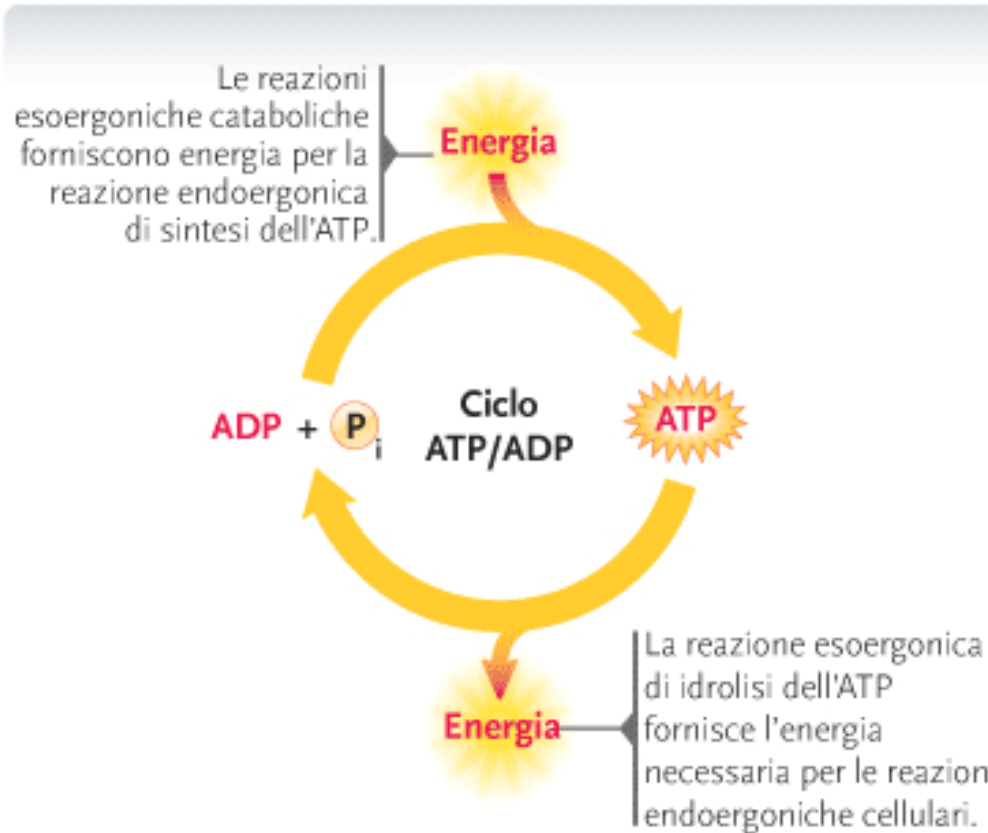 Le reazioni
esoergoniche cataboliche
forniscono energia per la
reazione endoergonica
di sintesi dell'ATP.
Energia
ADP + Pi
Ciclo
ATP/ADP
ATP
Energia
La reazione esoergonica
di idrolisi dell'ATP
fornisce l'energia
necessaria per le reazion
endoergoniche cellulari.